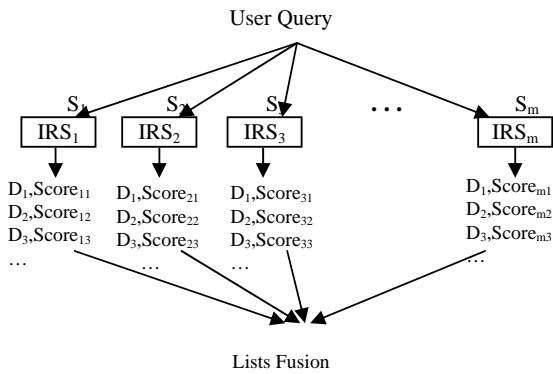 User Query
S1 S2 S3 ... Sm
IRS1 IRS2 IRS3 IRSm
D1,Score11 D1,Score21 D1,Score31 D1,Scorem1
D2,Score12 D2,Score22 D2,Score32 D2,Scorem2
D3,Score13 D3,Score23 D3,Score33 D3,Scorem3
... ... ... ...
Lists Fusion